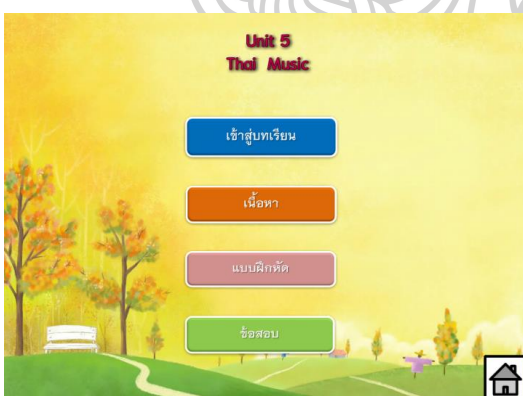 Unit 5
Thai Music
เข้าสู่บทเรียน
เนื้อหา
แบบฝึกหัด
ข้อสอบ